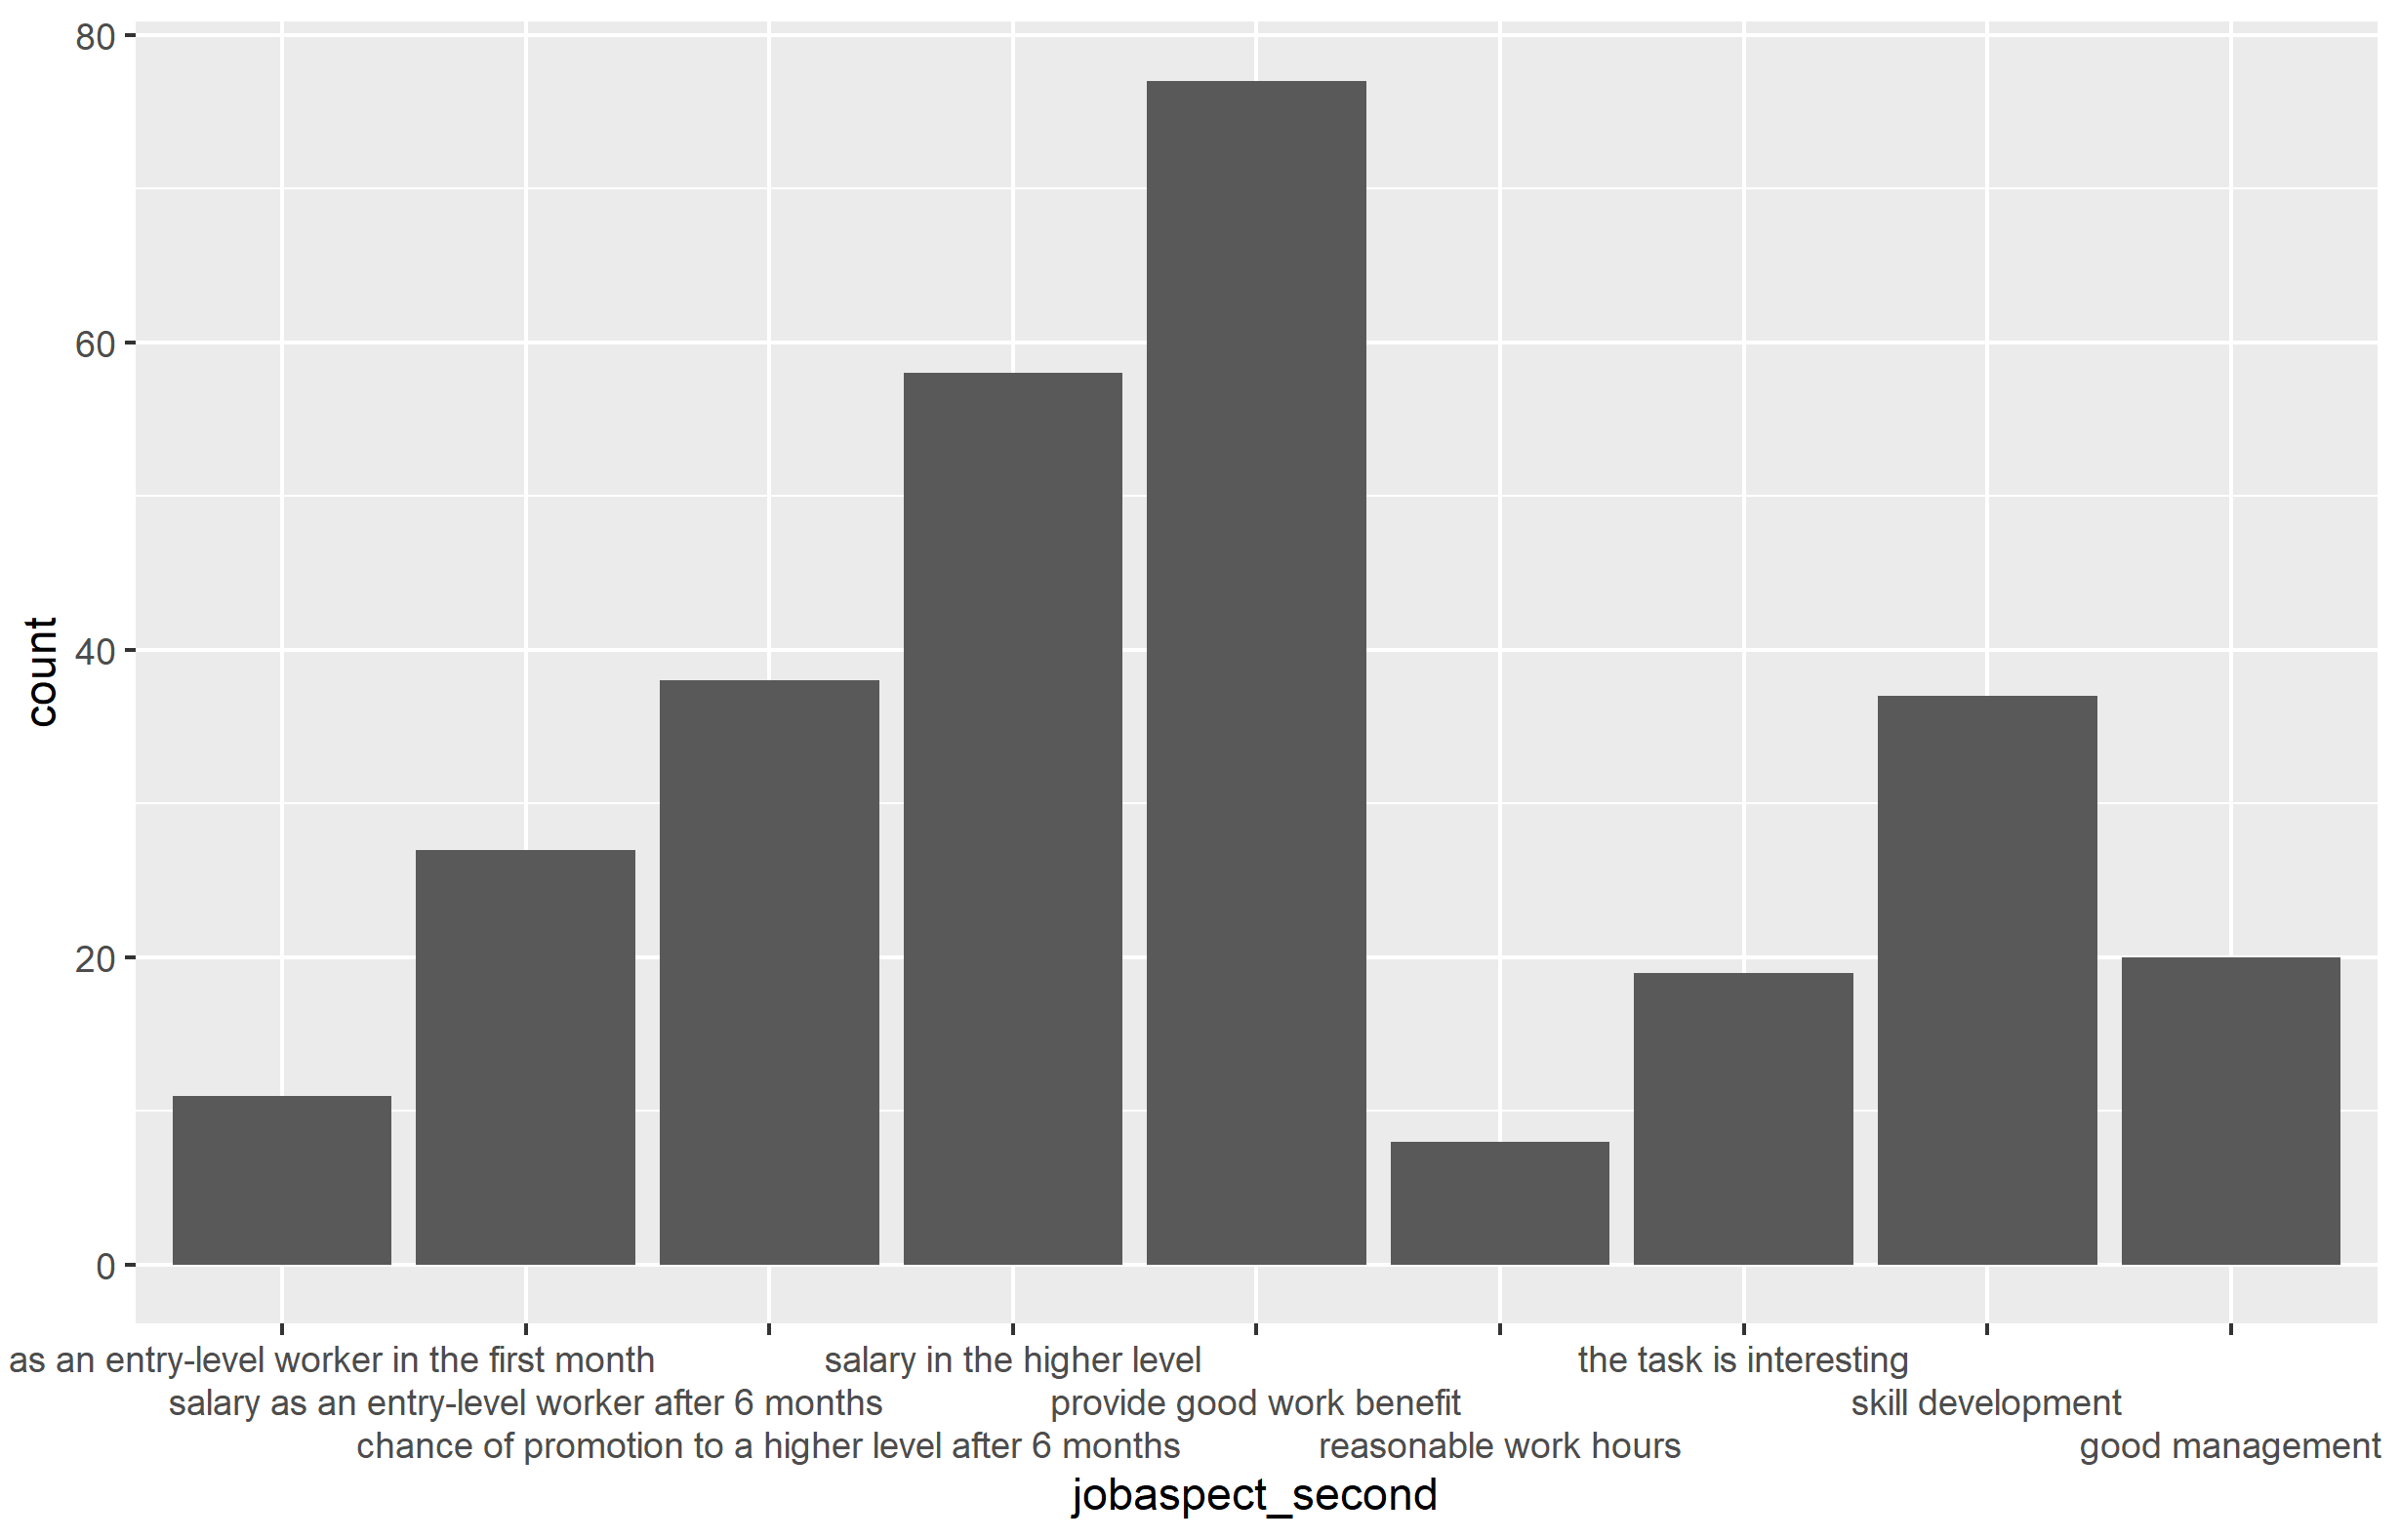 80
60
40
20
0
count
as an entry-level worker in the first month
salary as an entry-level worker after 6 months
chance of promotion to a higher level after 6 months
salary in the higher level
provide good work benefit
reasonable work hours
the task is interesting
skill development
good management
jobaspect_second